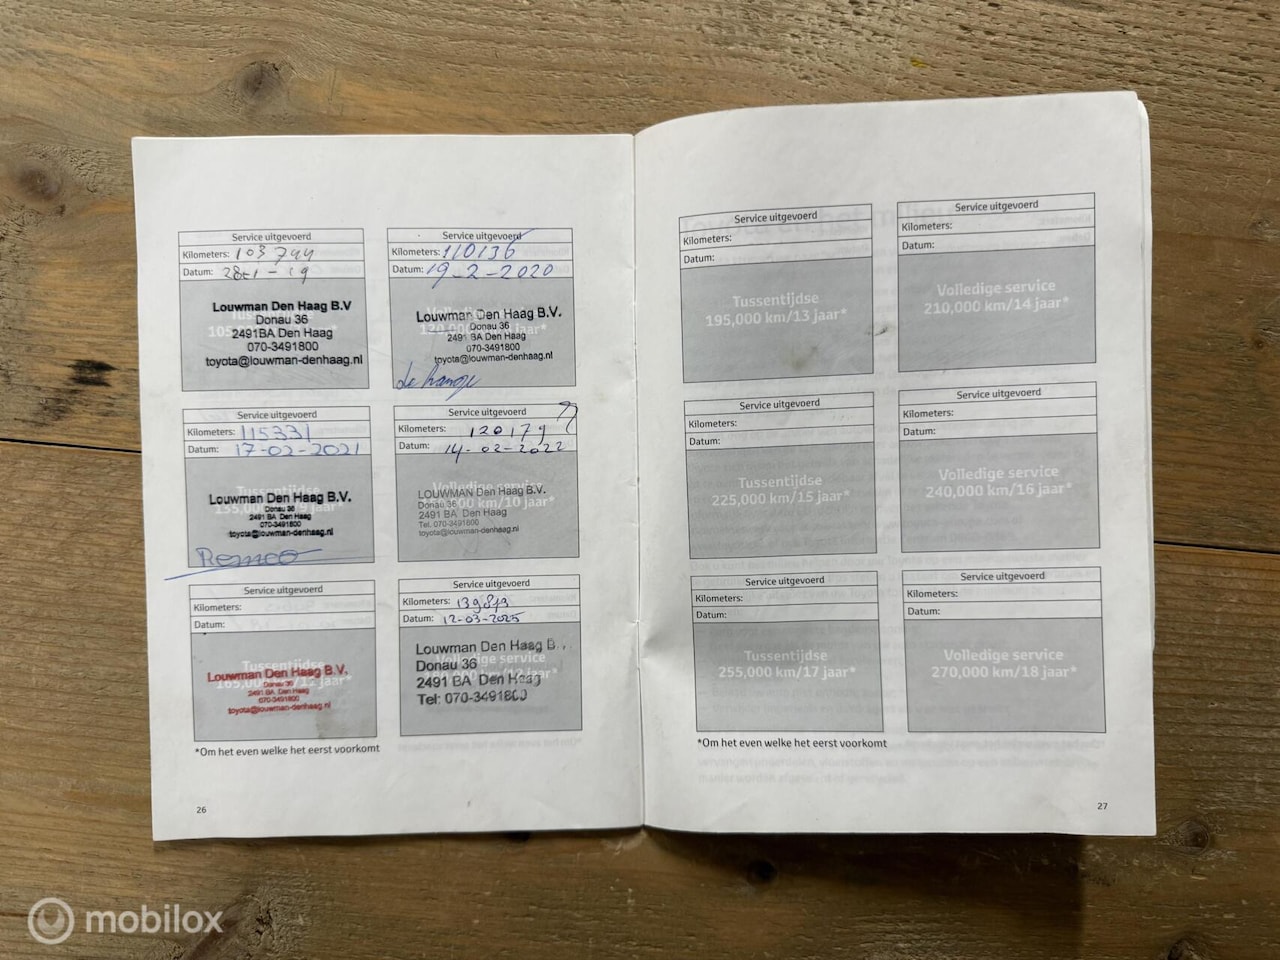 Service uitgevoerd
Kilometers: 103744
Datum: 28-1-19
Louwman Den Haag B.V
Donau 36
2491BA Den Haag
070-3491800
toyota@louwman-denhaag.nl
Service uitgevoerd
Kilometers: 110136
Datum: 19-2-2020
Louwman Den Haag B.V.
Donau 36
2491 BA Den Haag
070-3491800
toyota@louwman-denhaag.nl
Service uitgevoerd
Kilometers: 115331
Datum: 17-02-2021
Louwman Den Haag B.V.
Donau 36
2491 BA Den Haag
070-3491800
toyota@louwman-denhaag.nl
Remco
Service uitgevoerd
Kilometers: 120179
Datum: 14-02-2022
Volledige service
LOUWMAN Den Haag B.V.
Donau 36
2491 BA Den Haag
Tel. 070-3491800
toyota@louwman-denhaag.nl
Service uitgevoerd
Kilometers:
Datum:
Tussentijdse
Louwman Den Haag B.V.
Donau 36
2491 BA Den Haag
070-3491800
toyota@louwman-denhaag.nl
Service uitgevoerd
Kilometers: 139819
Datum: 12-03-2025
Volledige service
Louwman Den Haag B.
Donau 36
2491 BA Den Haag
Tel: 070-3491800
*Om het even welke het eerst voorkomt
26
Service uitgevoerd
Kilometers:
Datum:
Tussentijdse
195,000 km/13 jaar*
Service uitgevoerd
Kilometers:
Datum:
Volledige service
210,000 km/14 jaar*
Service uitgevoerd
Kilometers:
Datum:
Tussentijdse
225,000 km/15 jaar*
Service uitgevoerd
Kilometers:
Datum:
Volledige service
240,000 km/16 jaar*
Service uitgevoerd
Kilometers:
Datum:
Tussentijdse
255,000 km/17 jaar*
Service uitgevoerd
Kilometers:
Datum:
Volledige service
270,000 km/18 jaar*
*Om het even welke het eerst voorkomt
27
mobilox